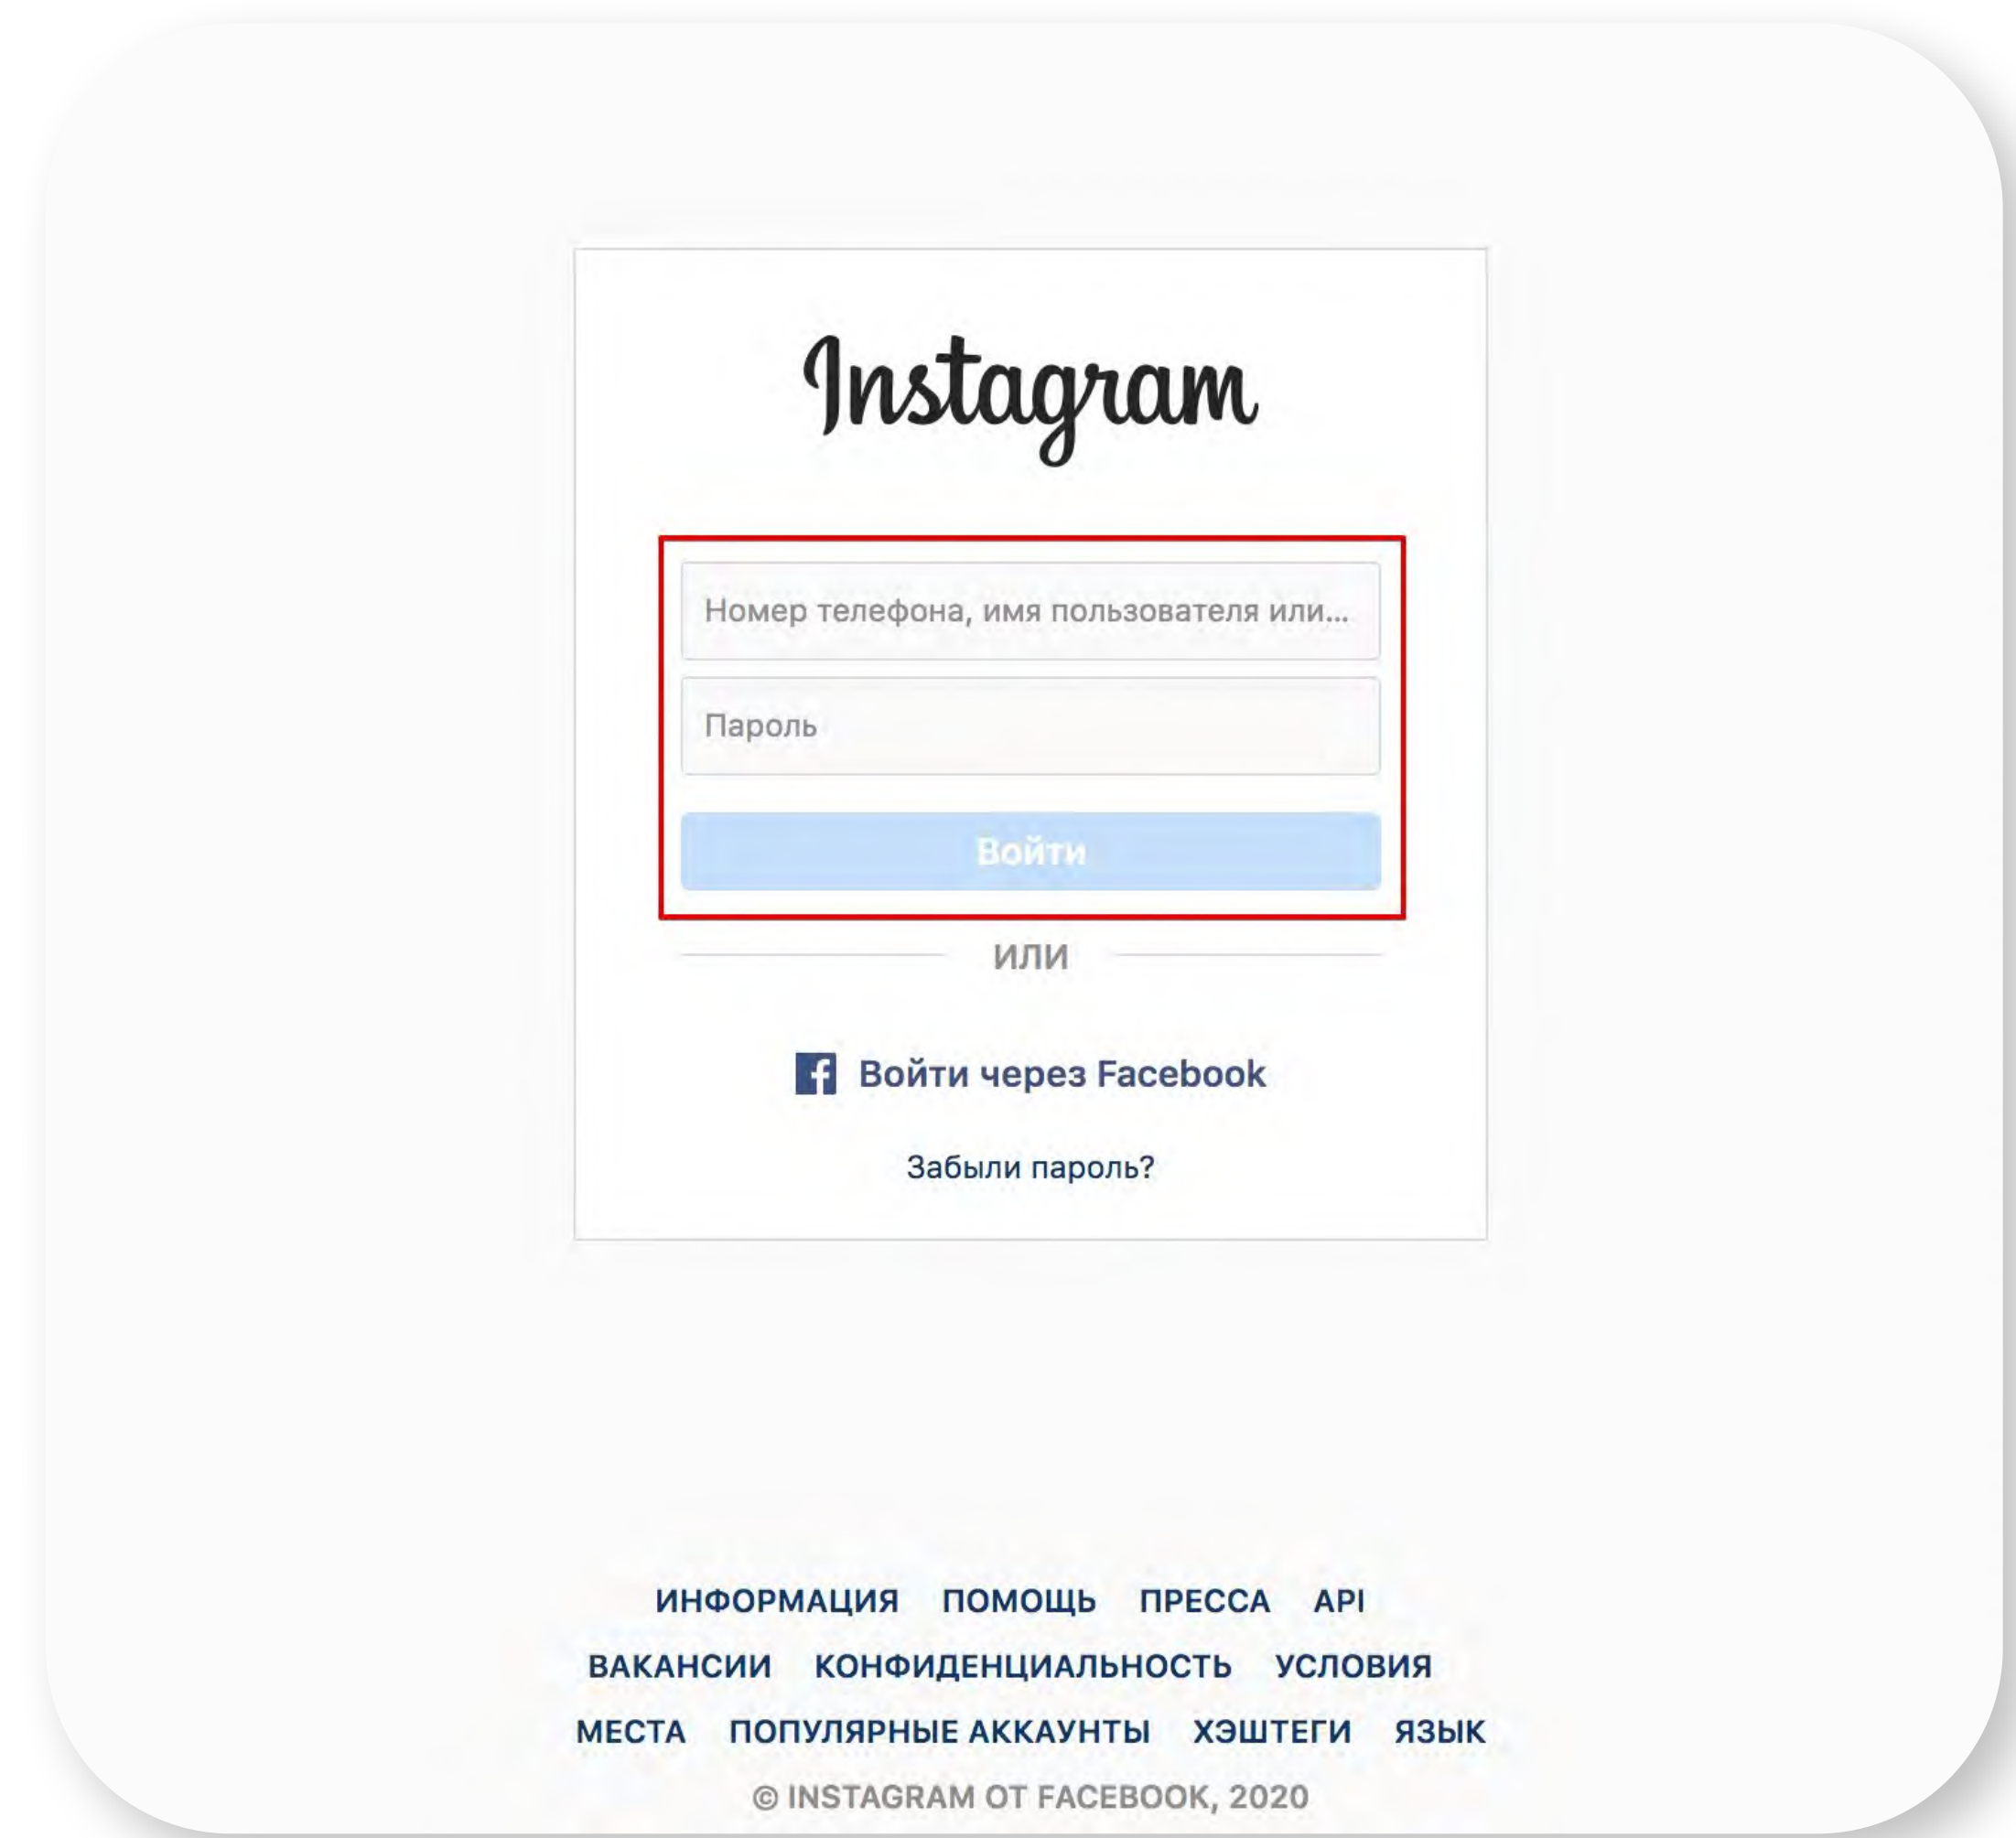 Instagram
Номер телефона, имя пользователя или...
Пароль
Войти
ИЛИ
Войти через Facebook
Забыли пароль?
ИНФОРМАЦИЯ ПОМОЩЬ ПРЕССА API
ВАКАНСИИ КОНФИДЕНЦИАЛЬНОСТЬ УСЛОВИЯ
МЕСТА ПОПУЛЯРНЫЕ АККАУНТЫ ХЭШТЕГИ ЯЗЫК
© INSTAGRAM ОТ FACEBOOK, 2020